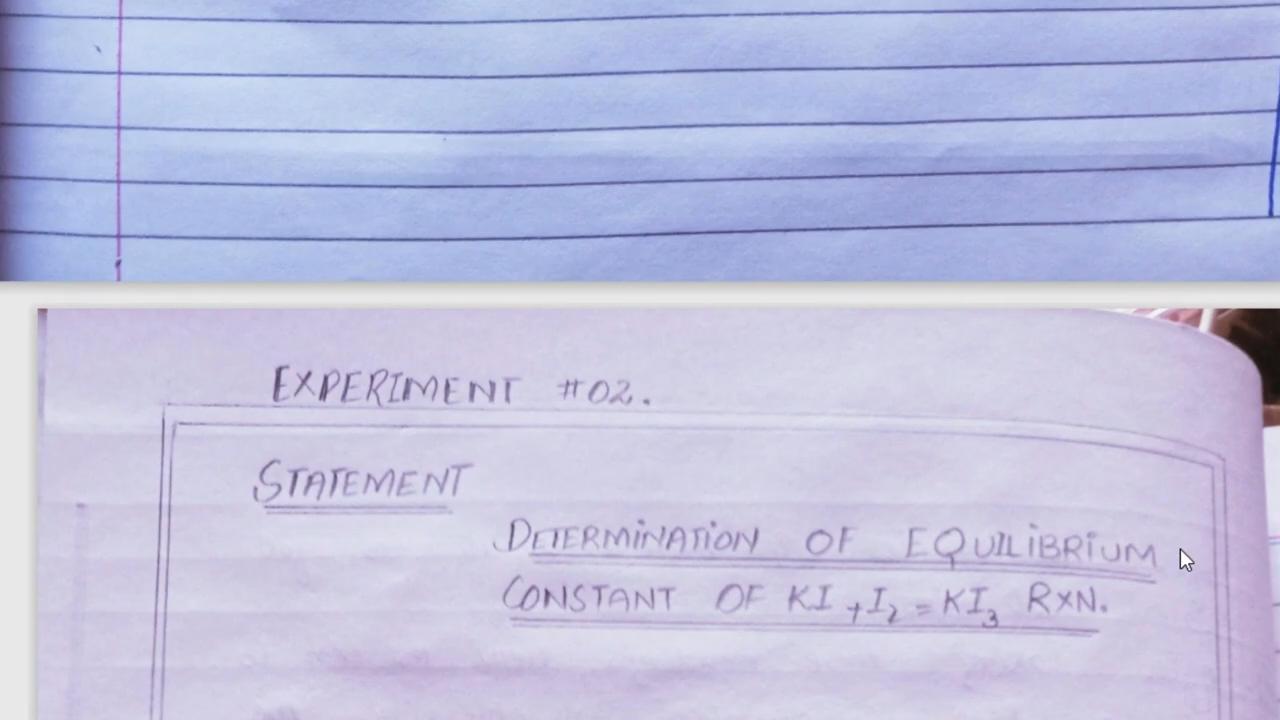 EXPERIMENT #02.
STATEMENT
DETERMINATION OF EQUILIBRIUM
CONSTANT OF KI + I₂ = KI₃ RXN.